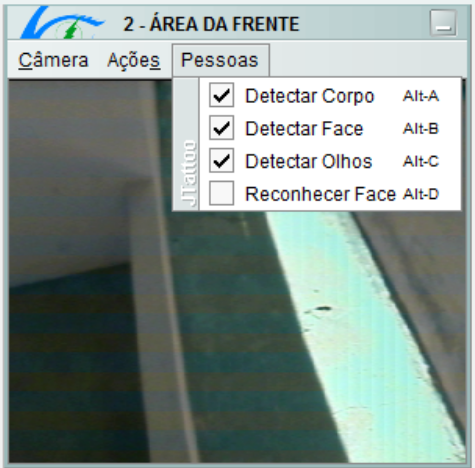 2 - ÁREA DA FRENTE
Câmera Ações Pessoas
Detectar Corpo Alt-A
Detectar Face Alt-B
Detectar Olhos Alt-C
Reconhecer Face Alt-D
JTattoo